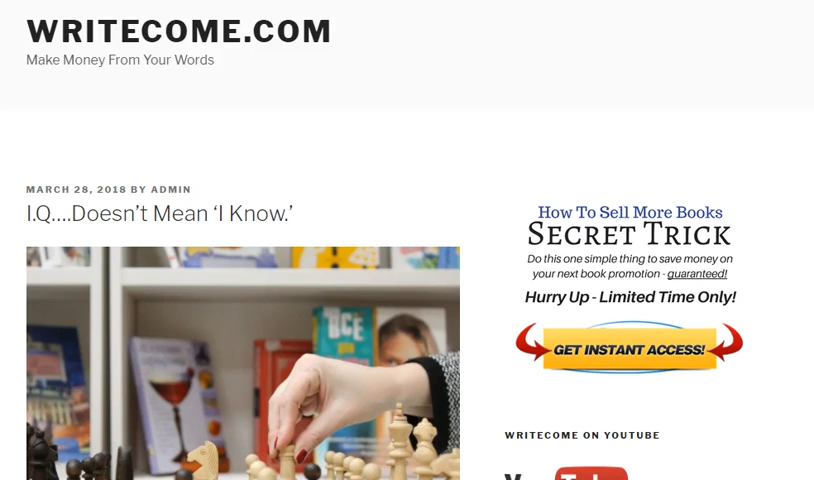 WRITECOME.COM
Make Money From Your Words
MARCH 28, 2018 BY ADMIN
I.Q....Doesn't Mean 'I Know.'
BCE
How To Sell More Books
SECRET TRICK
Do this one simple thing to save money on
your next book promotion - guaranteed!
Hurry Up - Limited Time Only!
GET INSTANT ACCESS!
WRITECOME ON YOUTUBE